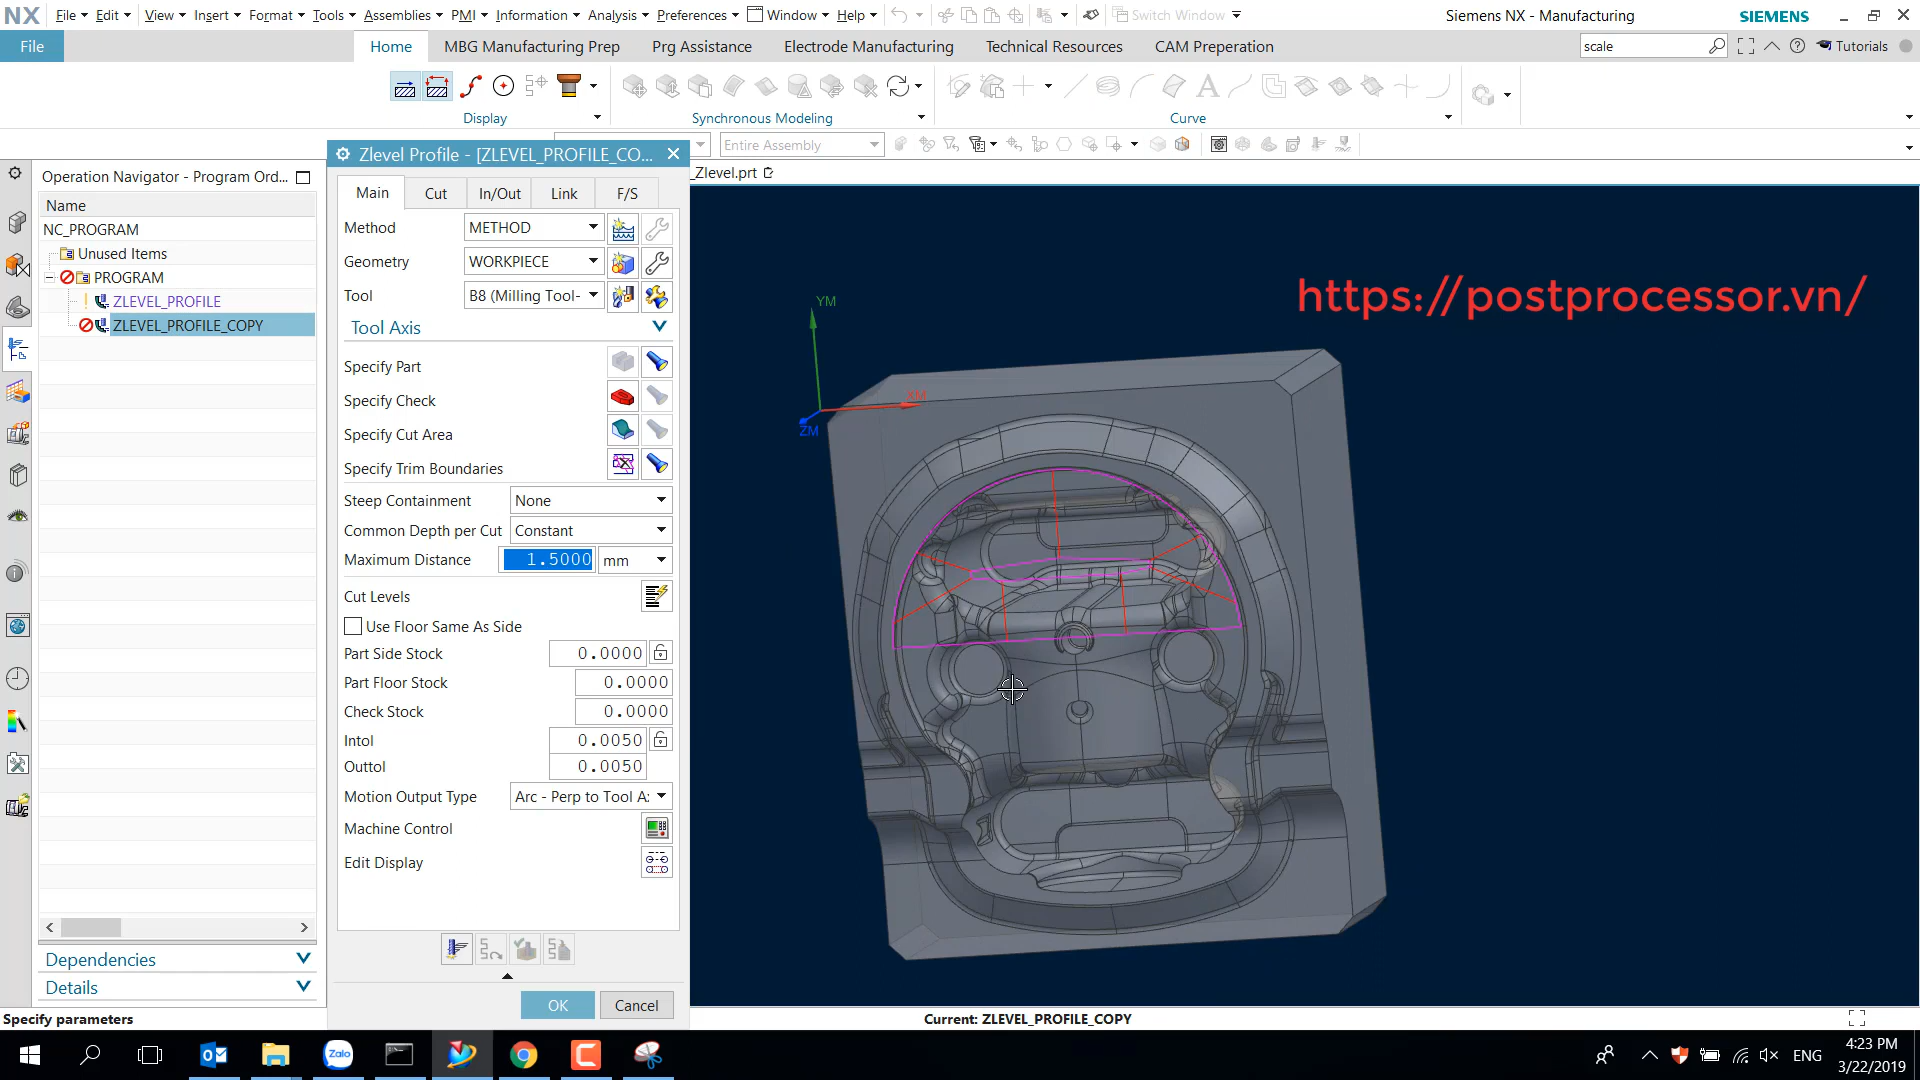 NX File Edit View Insert Format Tools Assemblies PMI Information Analysis Preferences Window Help Switch Window Siemens NX - Manufacturing SIEMENS
File Home MBG Manufacturing Prep Prg Assistance Electrode Manufacturing Technical Resources CAM Preperation scale Tutorials
Display Synchronous Modeling Curve
Entire Assembly
Operation Navigator - Program Ord...
Name
NC_PROGRAM
Unused Items
PROGRAM
ZLEVEL_PROFILE
ZLEVEL_PROFILE_COPY
Dependencies
Details
Zlevel Profile - [ZLEVEL_PROFILE_CO...
Main Cut In/Out Link F/S
Method METHOD
Geometry WORKPIECE
Tool B8 (Milling Tool-
Tool Axis
Specify Part
Specify Check
Specify Cut Area
Specify Trim Boundaries
Steep Containment None
Common Depth per Cut Constant
Maximum Distance 1.5000 mm
Cut Levels
Use Floor Same As Side
Part Side Stock 0.0000
Part Floor Stock 0.0000
Check Stock 0.0000
Intol 0.0050
Outtol 0.0050
Motion Output Type Arc - Perp to Tool A
Machine Control
Edit Display
OK Cancel
_Zlevel.prt
https://postprocessor.vn/
YM
XM
ZM
Specify parameters Current: ZLEVEL_PROFILE_COPY
Zalo
ENG
4:23 PM
3/22/2019